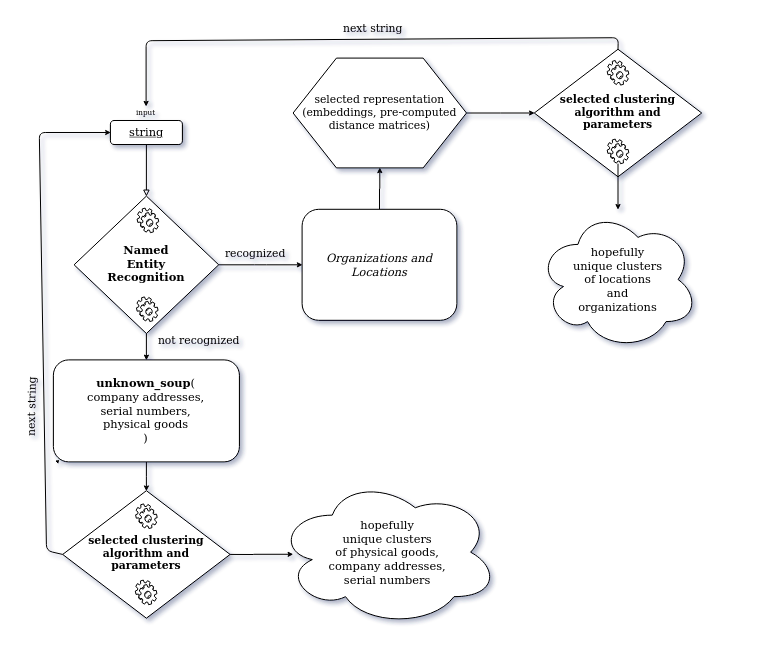 next string
input
string
selected representation
(embeddings, pre-computed
distance matrices)
selected clustering
algorithm and
parameters
Named
Entity
Recognition
recognized
Organizations and
Locations
hopefully
unique clusters
of locations
and
organizations
not recognized
unknown_soup(
company addresses,
serial numbers,
physical goods
)
next string
selected clustering
algorithm and
parameters
hopefully
unique clusters
of physical goods,
company addresses,
serial numbers